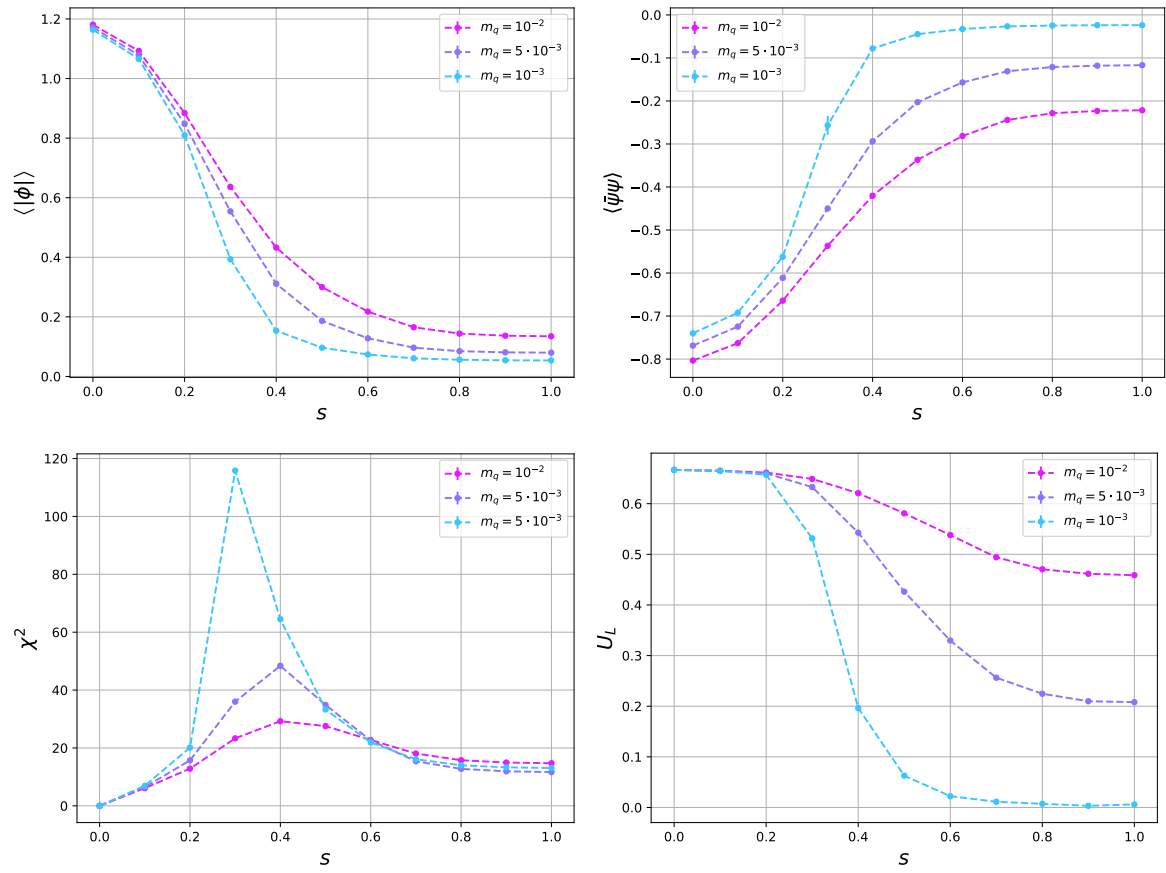 1.2
1.0
0.8
0.6
0.4
0.2
0.0
⟨|ϕ|⟩
0.0 0.2 0.4 0.6 0.8 1.0
s
m_q = 10^{-2}
m_q = 5 · 10^{-3}
m_q = 10^{-3}
0.0
−0.1
−0.2
−0.3
−0.4
−0.5
−0.6
−0.7
−0.8
⟨ψ̄ψ⟩
0.0 0.2 0.4 0.6 0.8 1.0
s
m_q = 10^{-2}
m_q = 5 · 10^{-3}
m_q = 10^{-3}
120
100
80
60
40
20
0
χ^2
0.0 0.2 0.4 0.6 0.8 1.0
s
m_q = 10^{-2}
m_q = 5 · 10^{-3}
m_q = 5 · 10^{-3}
0.6
0.5
0.4
0.3
0.2
0.1
0.0
U_L
0.0 0.2 0.4 0.6 0.8 1.0
s
m_q = 10^{-2}
m_q = 5 · 10^{-3}
m_q = 10^{-3}